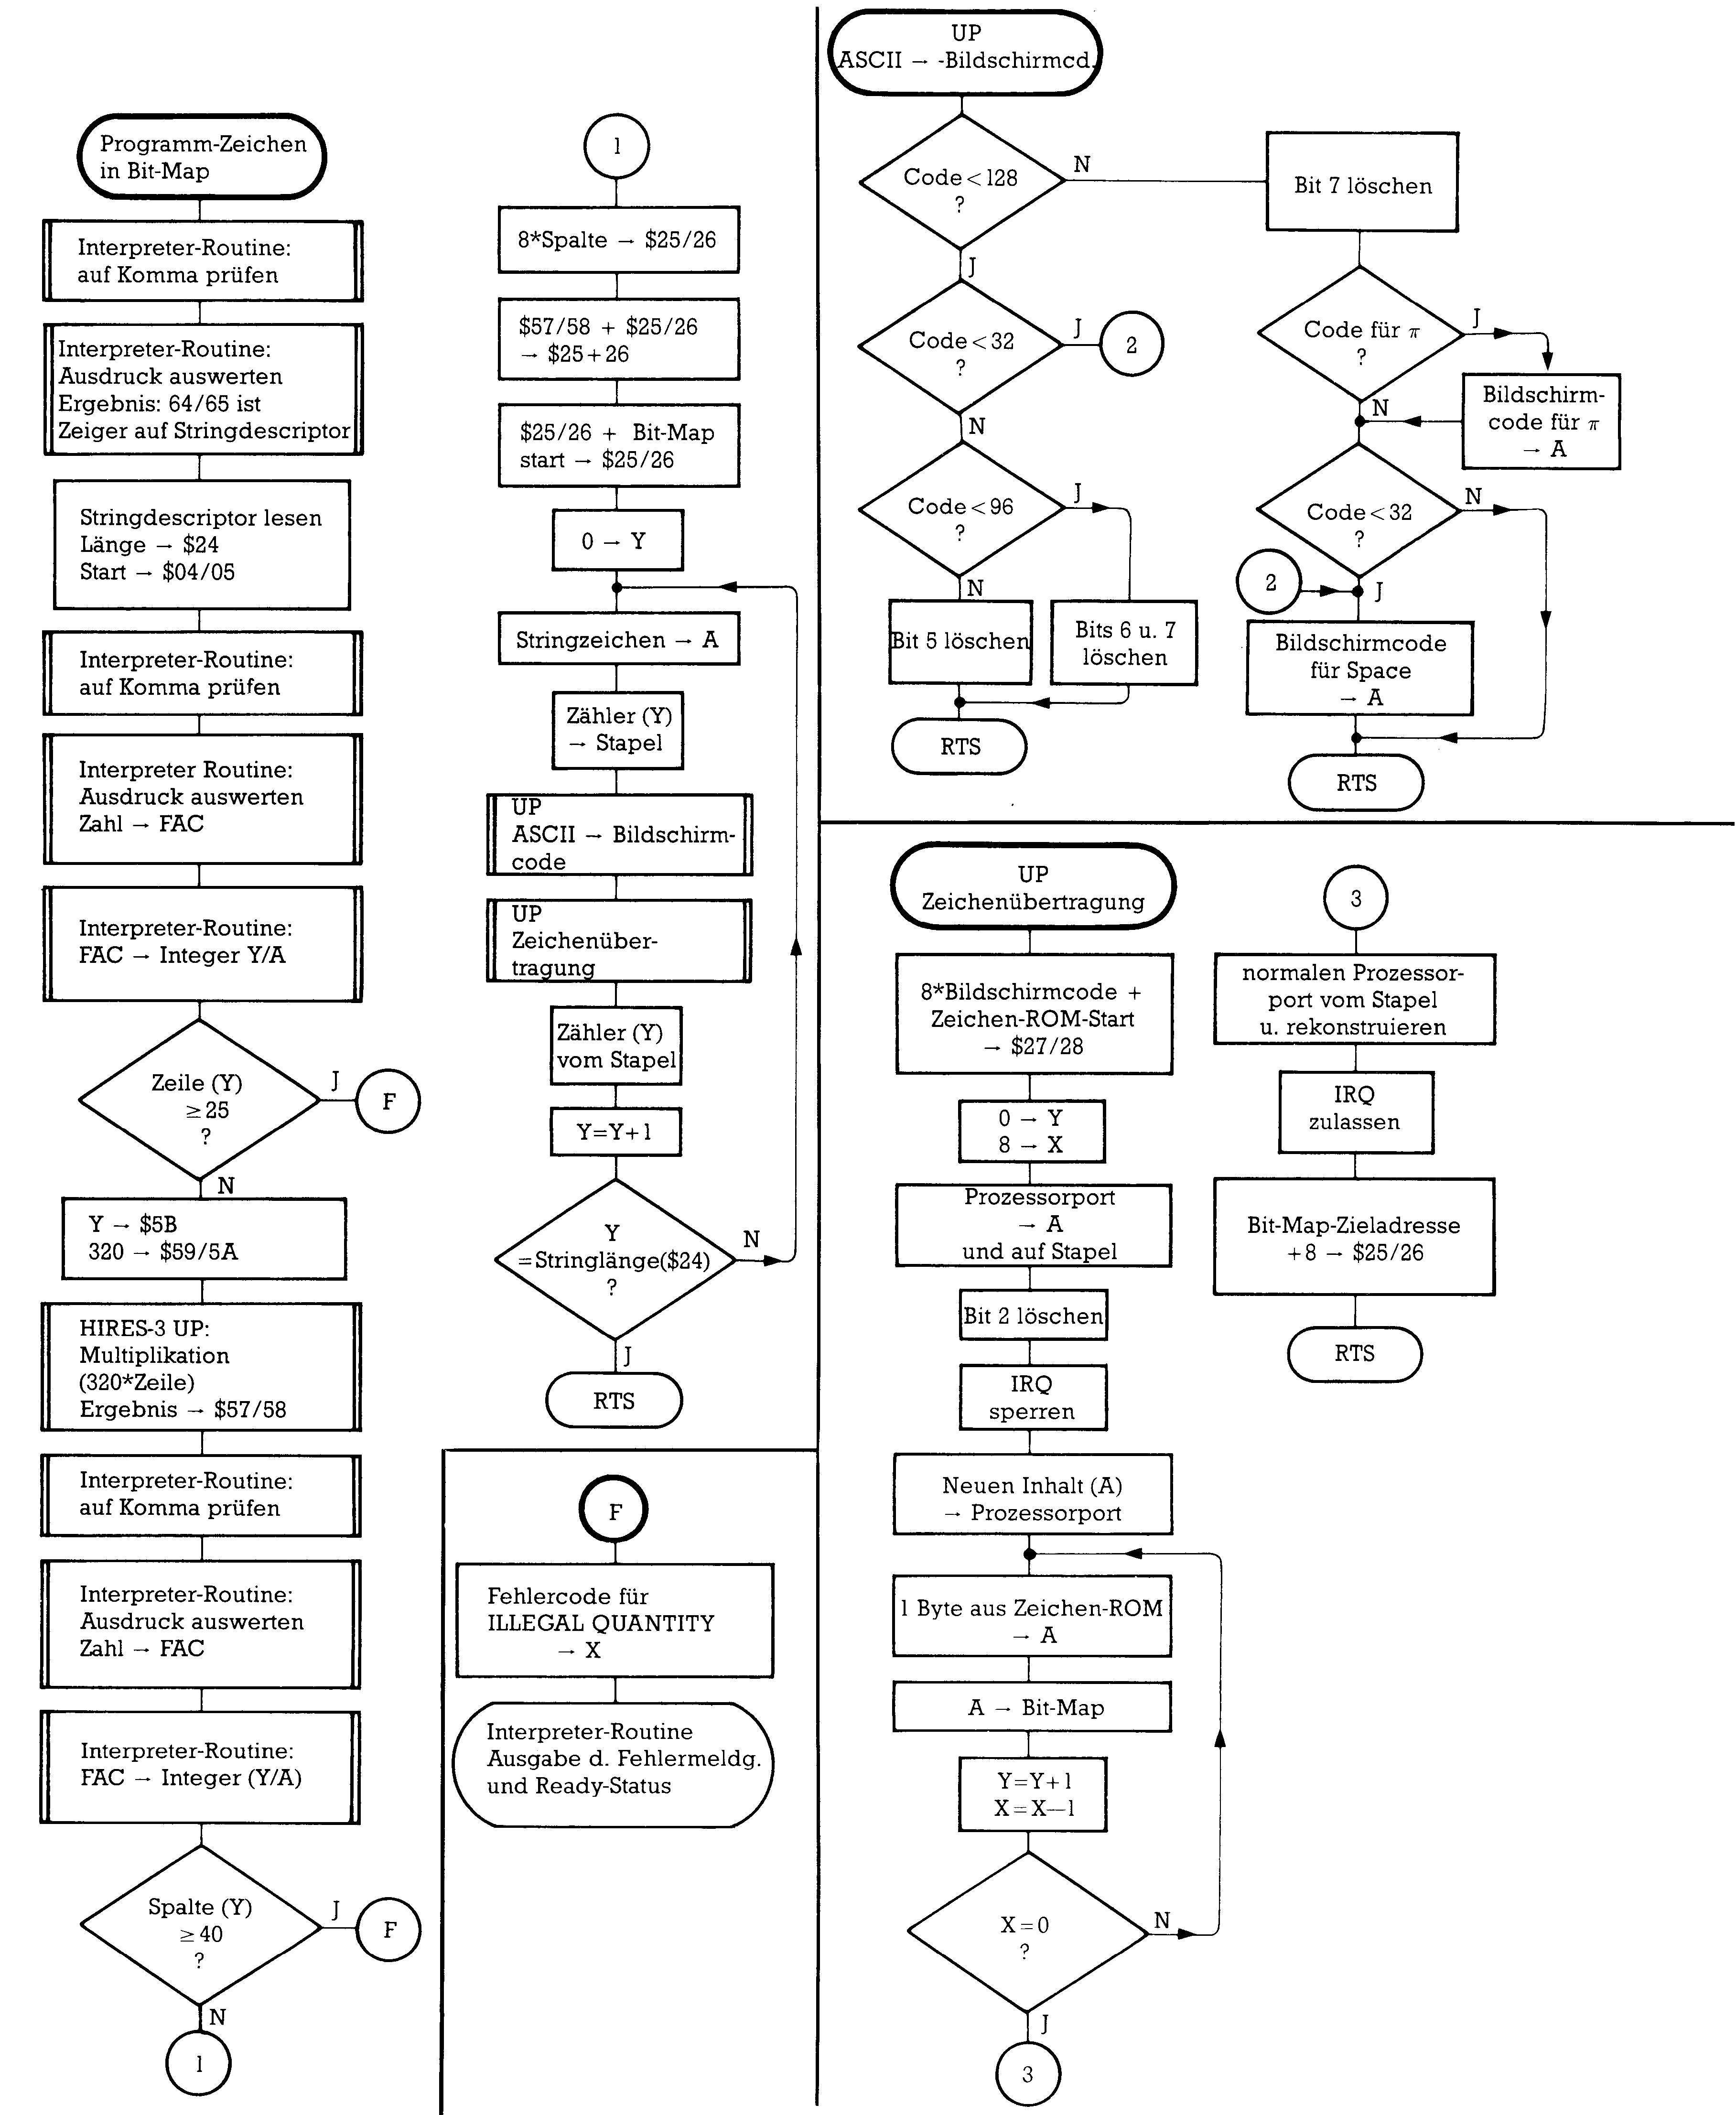 Programm-Zeichen
in Bit-Map
Interpreter-Routine:
auf Komma prüfen
Interpreter-Routine:
Ausdruck auswerten
Ergebnis: 64/65 ist
Zeiger auf Stringdescriptor
Stringdescriptor lesen
Länge → $24
Start → $04/05
Interpreter-Routine:
auf Komma prüfen
Interpreter Routine:
Ausdruck auswerten
Zahl → FAC
Interpreter-Routine:
FAC → Integer Y/A
Zeile (Y)
≥25
?
J
F
N
Y → $5B
320 → $59/5A
HIRES-3 UP:
Multiplikation
(320*Zeile)
Ergebnis → $57/58
Interpreter-Routine:
auf Komma prüfen
Interpreter-Routine:
Ausdruck auswerten
Zahl → FAC
Interpreter-Routine:
FAC → Integer (Y/A)
Spalte (Y)
≥40
?
J
F
N
1
1
8*Spalte → $25/26
$57/58 + $25/26
→ $25+26
$25/26 + Bit-Map
start → $25/26
0 → Y
Stringzeichen → A
Zähler (Y)
→ Stapel
UP
ASCII → Bildschirm-
code
UP
Zeichenüber-
tragung
Zähler (Y)
vom Stapel
Y=Y+1
Y
=Stringlänge($24)
?
N
J
RTS
F
Fehlercode für
ILLEGAL QUANTITY
→ X
Interpreter-Routine
Ausgabe d. Fehlermeldg.
und Ready-Status
UP
ASCII → -Bildschirmcd.
Code<128
?
N
J
Code<32
?
J
2
N
Code<96
?
J
N
Bit 5 löschen
Bits 6 u. 7
löschen
RTS
Bit 7 löschen
Code für π
?
J
N
Bildschirm-
code für π
→ A
Code<32
?
N
2
J
Bildschirmcode
für Space
→ A
RTS
UP
Zeichenübertragung
8*Bildschirmcode +
Zeichen-ROM-Start
→ $27/28
0 → Y
8 → X
Prozessorport
→ A
und auf Stapel
Bit 2 löschen
IRQ
sperren
Neuen Inhalt (A)
→ Prozessorport
1 Byte aus Zeichen-ROM
→ A
A → Bit-Map
Y=Y+1
X=X—1
X=0
?
N
J
3
3
normalen Prozessor-
port vom Stapel
u. rekonstruieren
IRQ
zulassen
Bit-Map-Zieladresse
+8 → $25/26
RTS